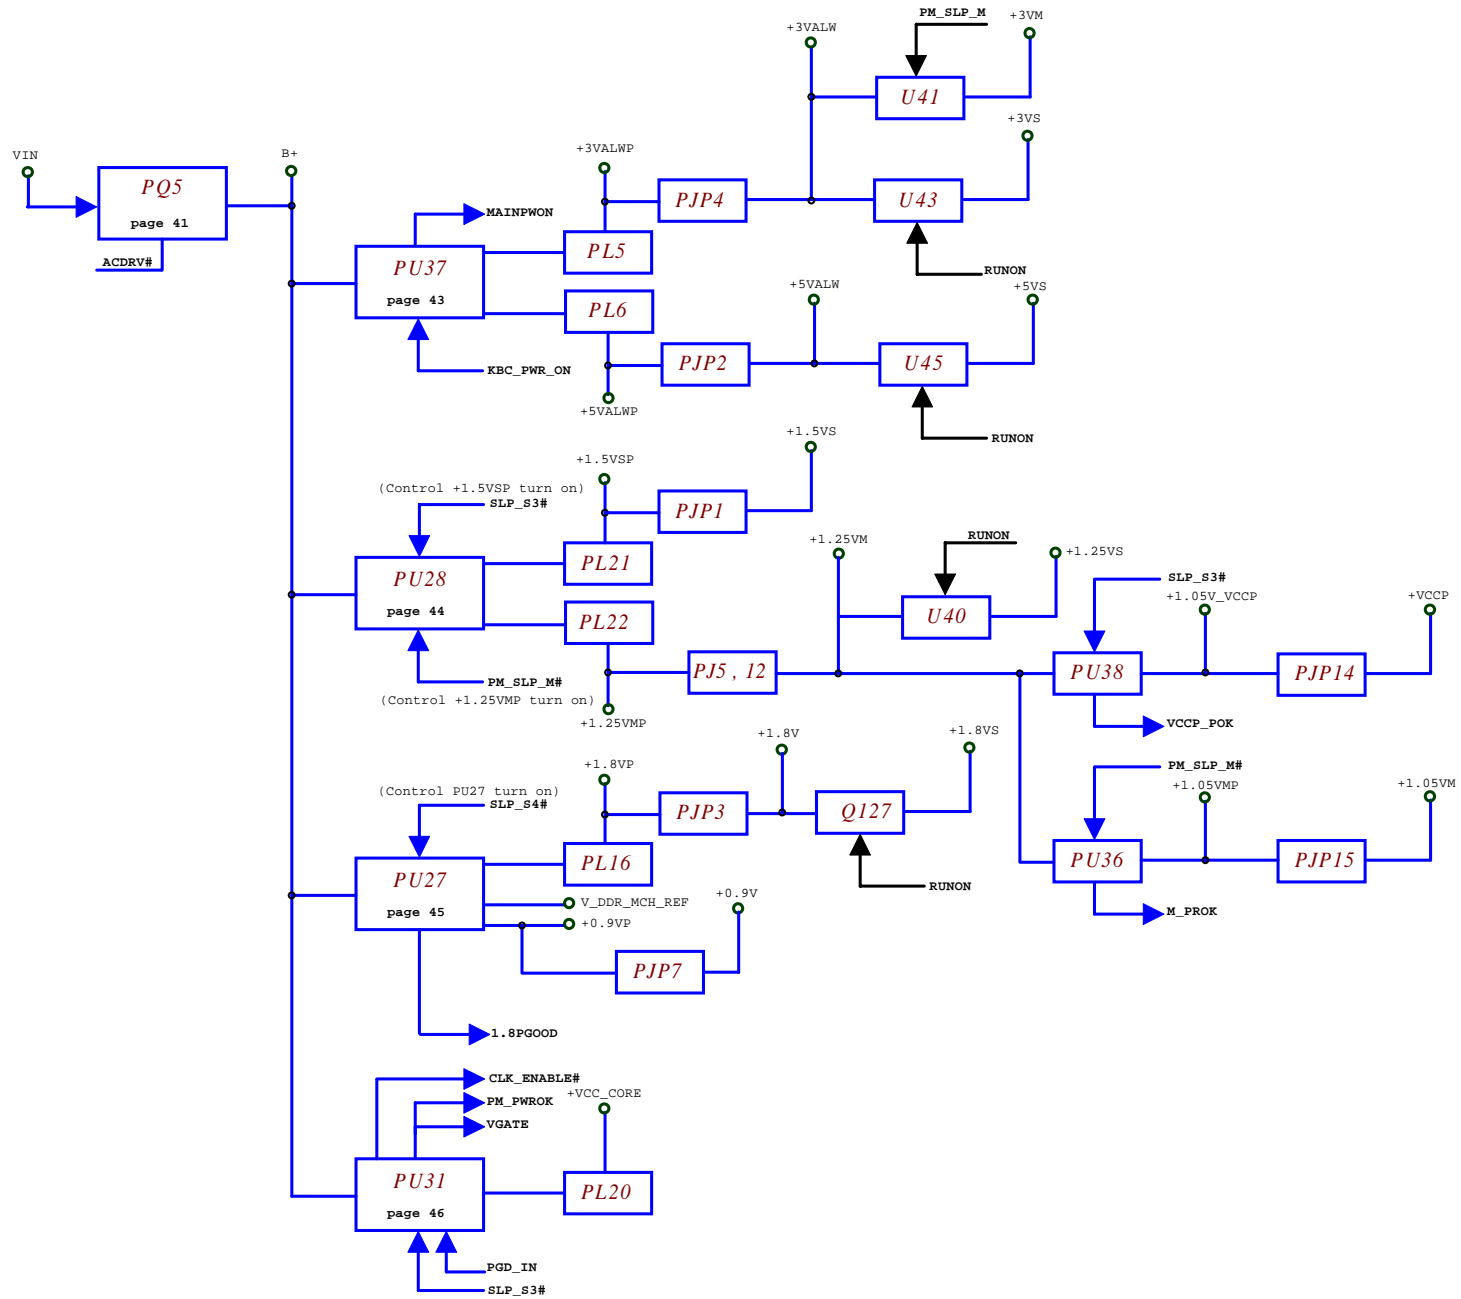 PM_SLP_M
+3VM
+3VALW
U41
+3VS
VIN
B+
+3VALWP
PQ5
page 41
PJP4
U43
MAINPWON
ACDRV#
PL5
PU37
page 43
RUNON
+5VALW
+5VS
PL6
PJP2
U45
KBC_PWR_ON
+5VALWP
RUNON
+1.5VS
+1.5VSP
(Control +1.5VSP turn on)
SLP_S3#
PJP1
RUNON
+1.25VM
+1.25VS
PL21
PU28
page 44
SLP_S3#
+1.05V_VCCP
+VCCP
PL22
U40
PJ5 , 12
PU38
PJP14
PM_SLP_M#
(Control +1.25VMP turn on)
+1.25VMP
VCCP_POK
+1.8V
+1.8VS
+1.8VP
PM_SLP_M#
+1.05VMP
+1.05VM
(Control PU27 turn on)
SLP_S4#
PJP3
Q127
PL16
PU36
PJP15
PU27
page 45
RUNON
+0.9V
V_DDR_MCH_REF
+0.9VP
M_PROK
PJP7
1.8PGOOD
CLK_ENABLE#
+VCC_CORE
PM_PWROK
VGATE
PU31
page 46
PL20
PGD_IN
SLP_S3#